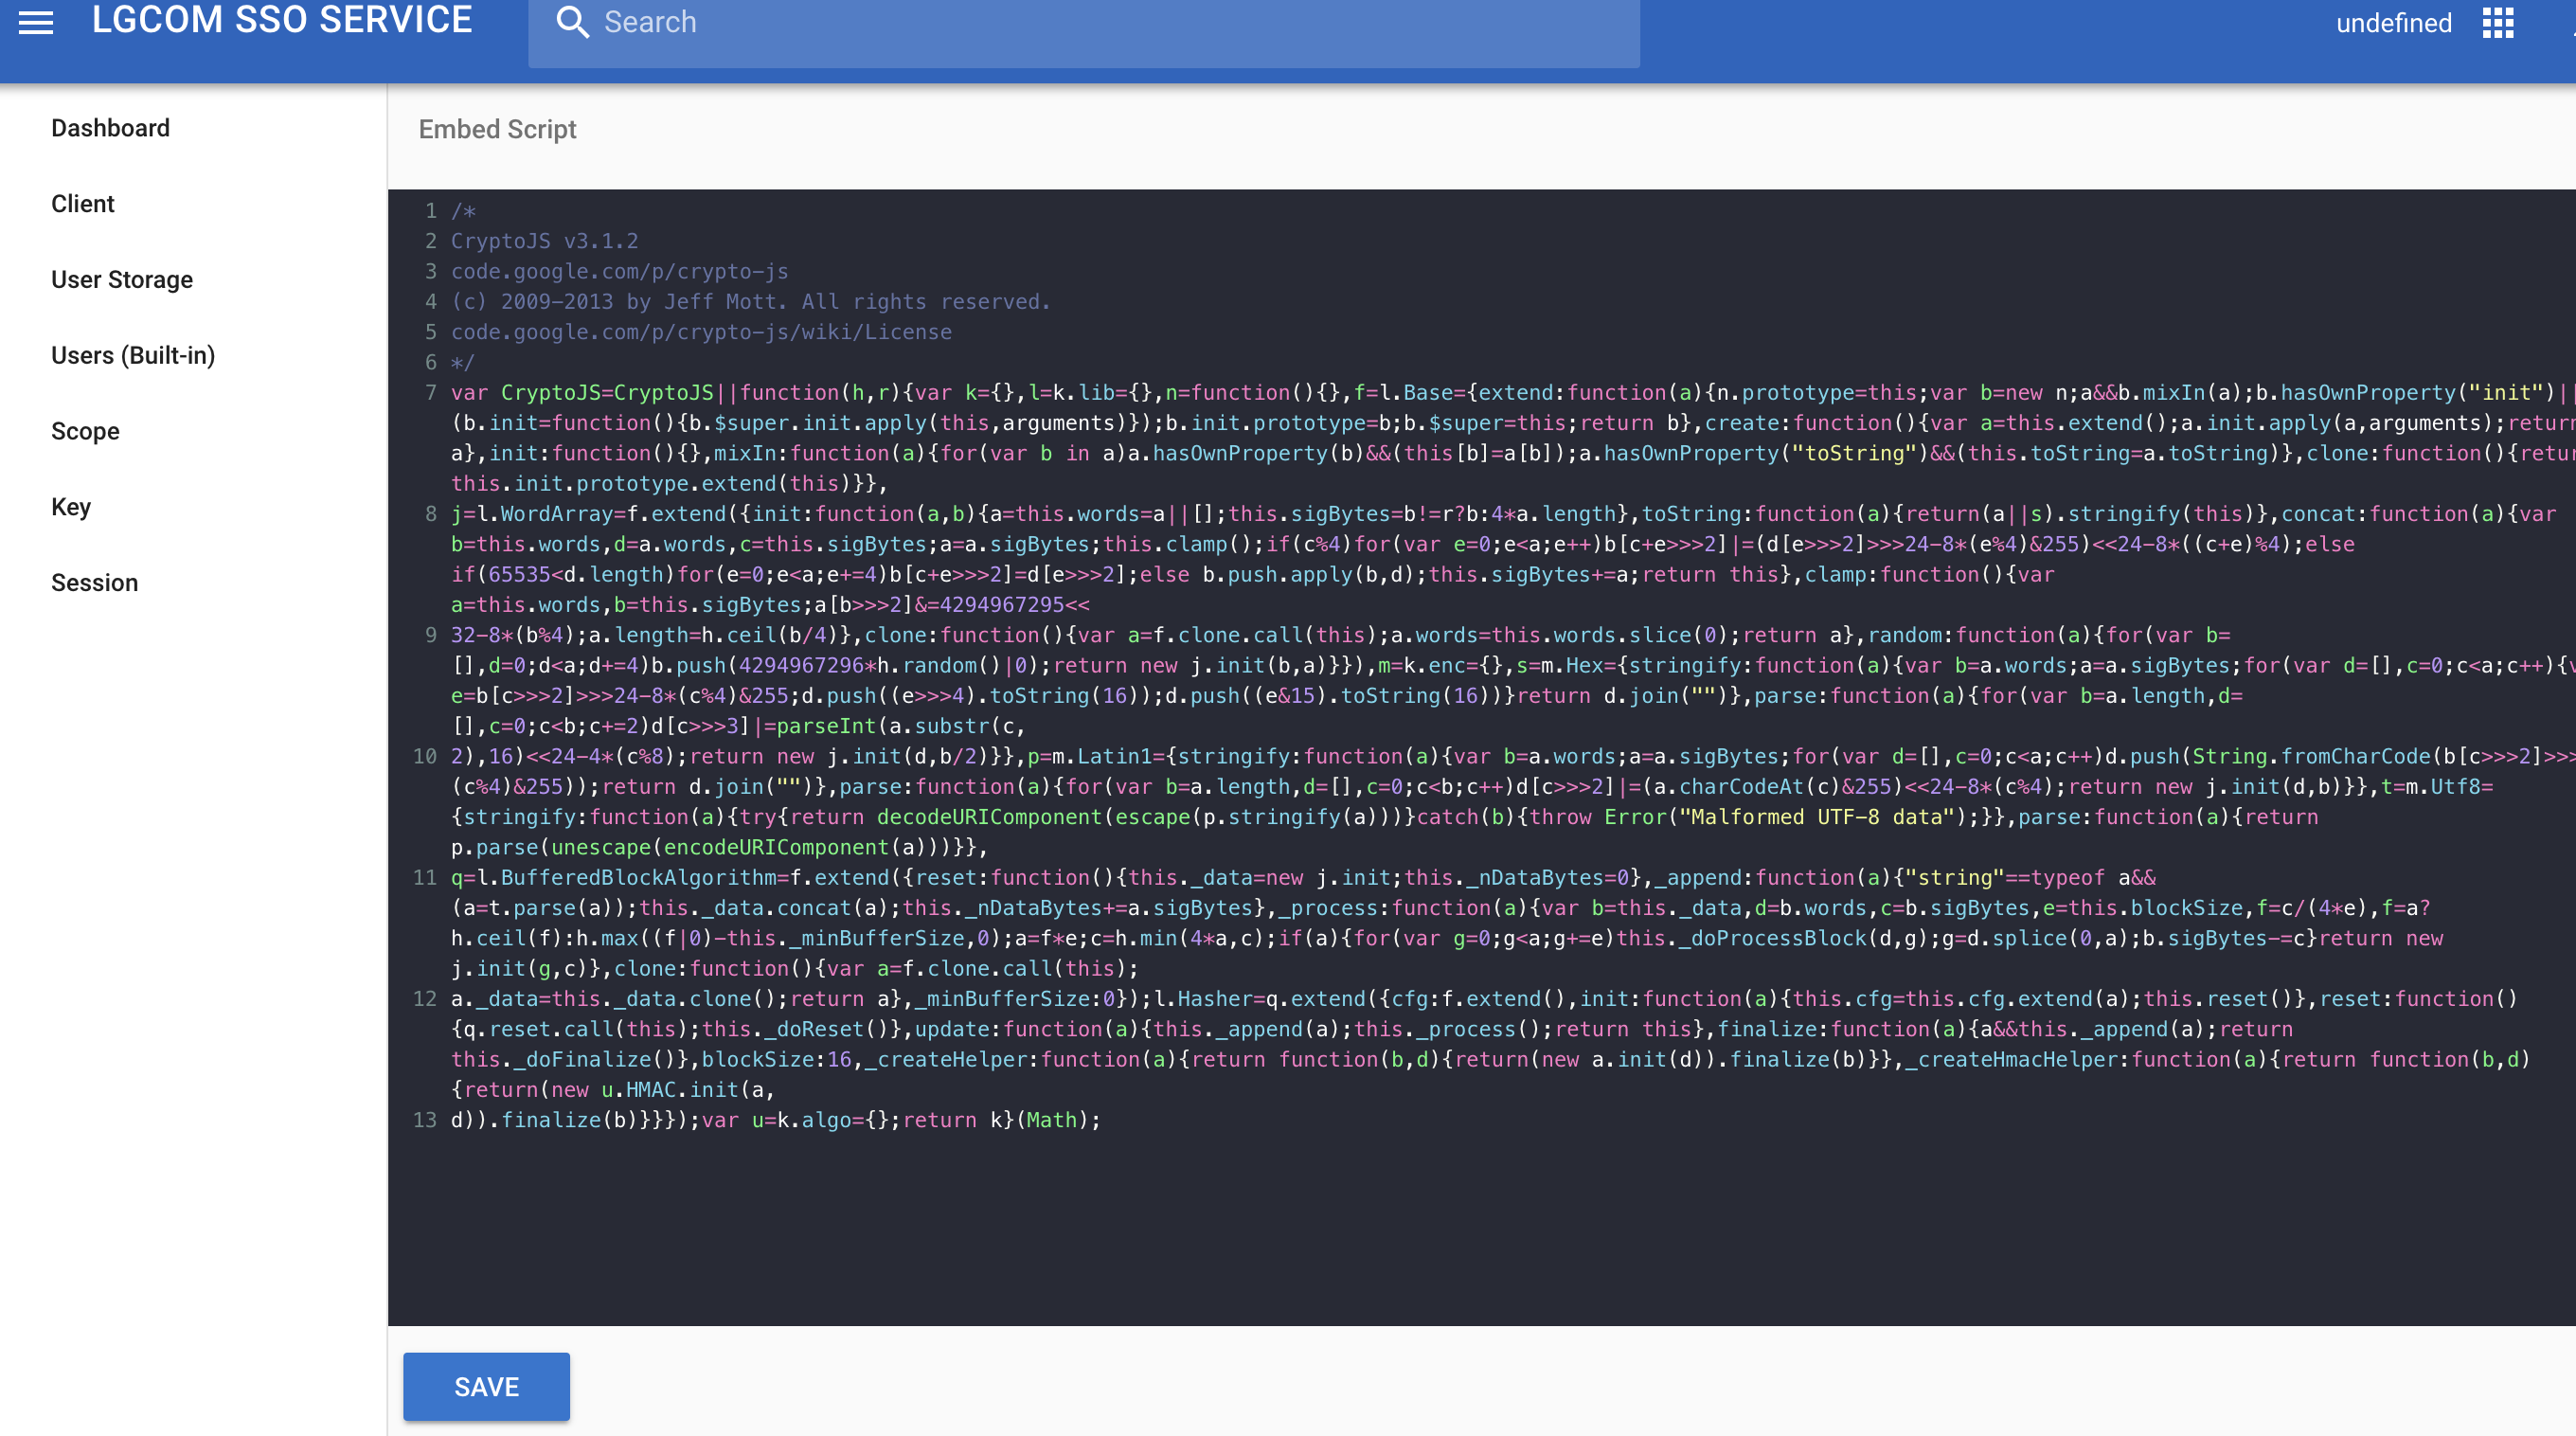 LGCOM SSO SERVICE
Search
undefined
Dashboard
Client
User Storage
Users (Built-in)
Scope
Key
Session
Embed Script
1 /*
2 CryptoJS v3.1.2
3 code.google.com/p/crypto-js
4 (c) 2009-2013 by Jeff Mott. All rights reserved.
5 code.google.com/p/crypto-js/wiki/License
6 */
7 var CryptoJS=CryptoJS||function(h,r){var k={},l=k.lib={},n=function(){},f=l.Base={extend:function(a){n.prototype=this;var b=new n;a&&b.mixIn(a);b.hasOwnProperty("init")||
(b.init=function(){b.$super.init.apply(this,arguments)});b.init.prototype=b;b.$super=this;return b},create:function(){var a=this.extend();a.init.apply(a,arguments);return
a},init:function(){},mixIn:function(a){for(var b in a)a.hasOwnProperty(b)&&(this[b]=a[b]);a.hasOwnProperty("toString")&&(this.toString=a.toString)},clone:function(){retur
this.init.prototype.extend(this)}},
8 j=l.WordArray=f.extend({init:function(a,b){a=this.words=a||[];this.sigBytes=b!=r?b:4*a.length},toString:function(a){return(a||s).stringify(this)},concat:function(a){var
b=this.words,d=a.words,c=this.sigBytes;a=a.sigBytes;this.clamp();if(c%4)for(var e=0;e<a;e++)b[c+e>>>2]|=(d[e>>>2]>>>24-8*(e%4)&255)<<24-8*((c+e)%4);else
if(65535<d.length)for(e=0;e<a;e+=4)b[c+e>>>2]=d[e>>>2];else b.push.apply(b,d);this.sigBytes+=a;return this},clamp:function(){var
a=this.words,b=this.sigBytes;a[b>>>2]&=4294967295<<
9 32-8*(b%4);a.length=h.ceil(b/4)},clone:function(){var a=f.clone.call(this);a.words=this.words.slice(0);return a},random:function(a){for(var b=
[],d=0;d<a;d+=4)b.push(4294967296*h.random()|0);return new j.init(b,a)}}),m=k.enc={},s=m.Hex={stringify:function(a){var b=a.words;a=a.sigBytes;for(var d=[],c=0;c<a;c++){v
e=b[c>>>2]>>>24-8*(c%4)&255;d.push((e>>>4).toString(16));d.push((e&15).toString(16))}return d.join("")},parse:function(a){for(var b=a.length,d=
[],c=0;c<b;c+=2)d[c>>>3]|=parseInt(a.substr(c,
10 2),16)<<24-4*(c%8);return new j.init(d,b/2)}},p=m.Latin1={stringify:function(a){var b=a.words;a=a.sigBytes;for(var d=[],c=0;c<a;c++)d.push(String.fromCharCode(b[c>>>2]>>>
(c%4)&255));return d.join("")},parse:function(a){for(var b=a.length,d=[],c=0;c<b;c++)d[c>>>2]|=(a.charCodeAt(c)&255)<<24-8*(c%4);return new j.init(d,b)}},t=m.Utf8=
{stringify:function(a){try{return decodeURIComponent(escape(p.stringify(a)))}catch(b){throw Error("Malformed UTF-8 data");}},parse:function(a){return
p.parse(unescape(encodeURIComponent(a)))}},
11 q=l.BufferedBlockAlgorithm=f.extend({reset:function(){this._data=new j.init;this._nDataBytes=0},_append:function(a){"string"==typeof a&&
(a=t.parse(a));this._data.concat(a);this._nDataBytes+=a.sigBytes},_process:function(a){var b=this._data,d=b.words,c=b.sigBytes,e=this.blockSize,f=c/(4*e),f=a?
h.ceil(f):h.max((f|0)-this._minBufferSize,0);a=f*e;c=h.min(4*a,c);if(a){for(var g=0;g<a;g+=e)this._doProcessBlock(d,g);g=d.splice(0,a);b.sigBytes-=c}return new
j.init(g,c)},clone:function(){var a=f.clone.call(this);
12 a._data=this._data.clone();return a},_minBufferSize:0});l.Hasher=q.extend({cfg:f.extend(),init:function(a){this.cfg=this.cfg.extend(a);this.reset()},reset:function()
{q.reset.call(this);this._doReset()},update:function(a){this._append(a);this._process();return this},finalize:function(a){a&&this._append(a);return
this._doFinalize()},blockSize:16,_createHelper:function(a){return function(b,d){return(new a.init(d)).finalize(b)}},_createHmacHelper:function(a){return function(b,d)
{return(new u.HMAC.init(a,
13 d)).finalize(b)}}});var u=k.algo={};return k}(Math);
SAVE